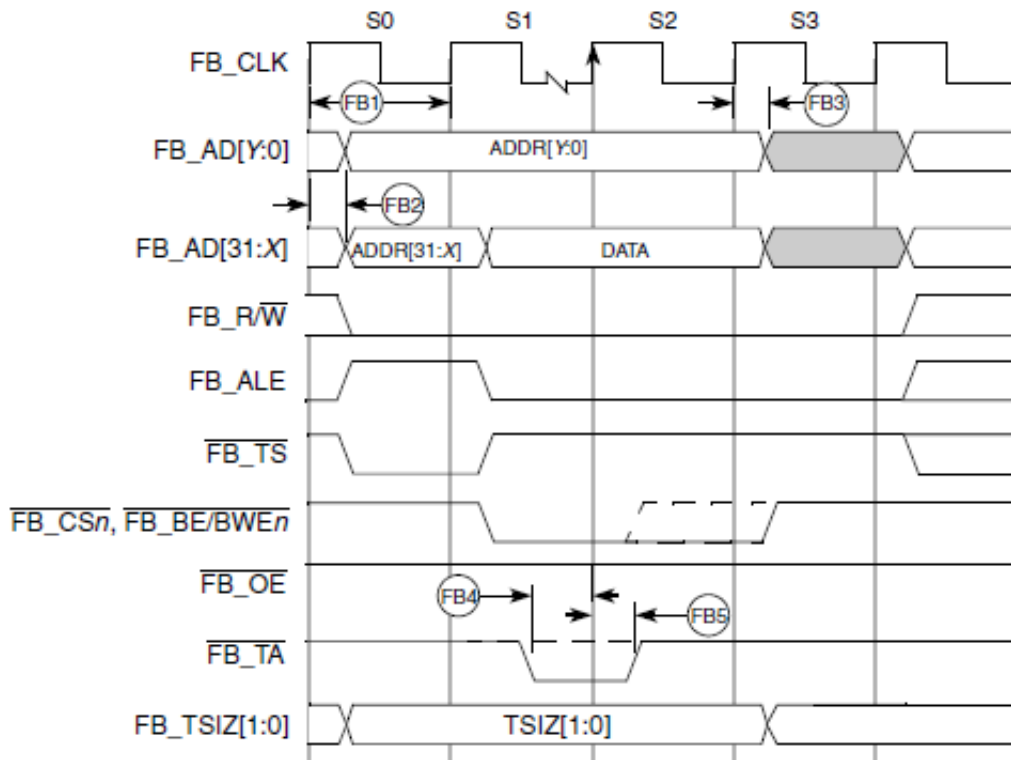 S0 S1 S2 S3
FB_CLK
FB1 FB3
FB_AD[Y:0] ADDR[Y:0]
FB2
FB_AD[31:X] ADDR[31:X] DATA
FB_R/W
FB_ALE
FB_TS
FB_CSn, FB_BE/BWEn
FB_OE
FB4 FB5
FB_TA
FB_TSIZ[1:0] TSIZ[1:0]